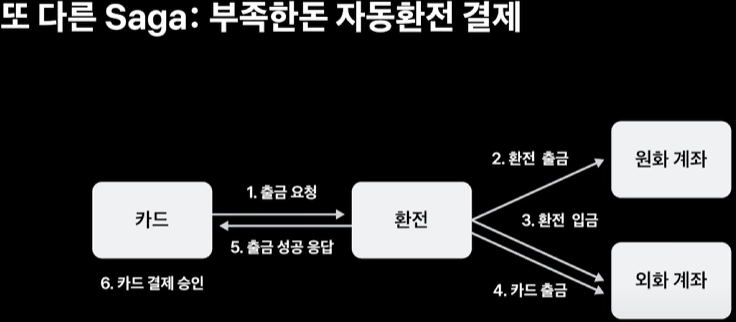 또 다른 Saga: 부족한돈 자동환전 결제
원화 계좌
2. 환전 출금
1. 출금 요청
카드
환전
3. 환전 입금
5. 출금 성공 응답
6. 카드 결제 승인
4. 카드 출금
외화 계좌